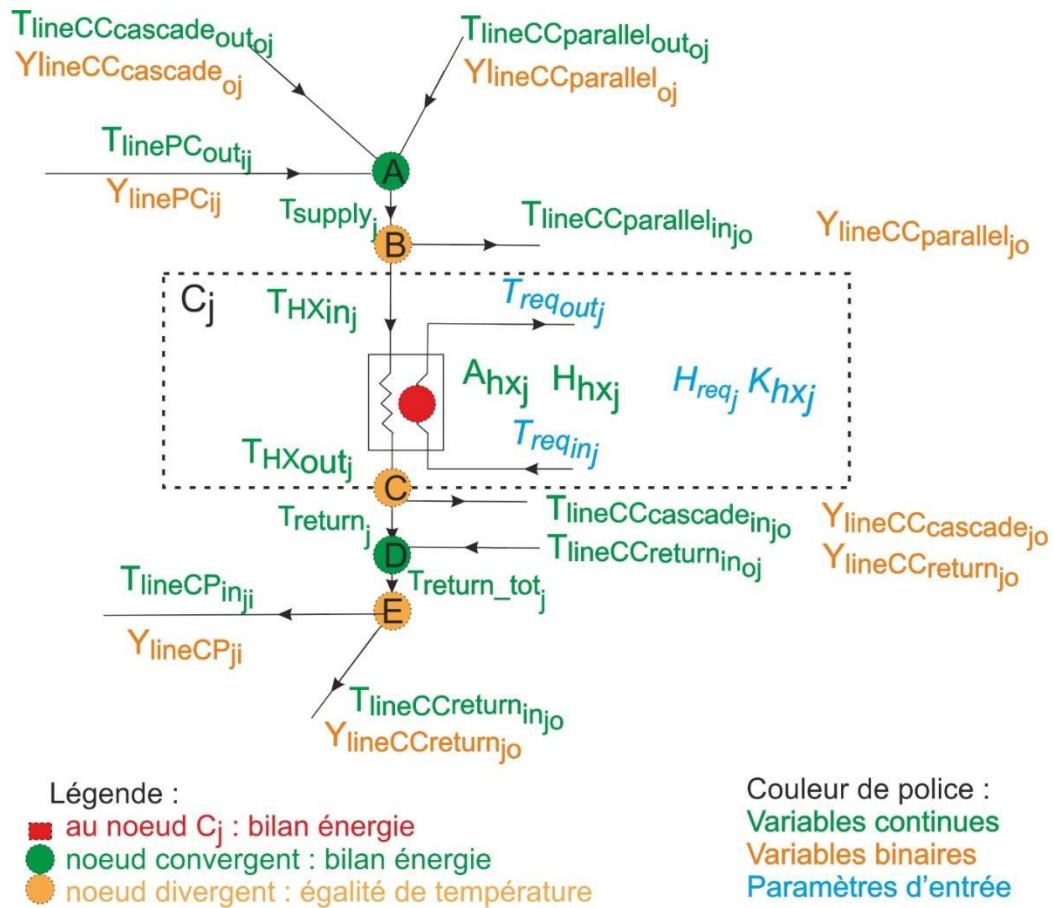 TlineCCcascadeoutoj
TlineCCparalleloutoj
YlineCCcascadeoj
YlineCCparalleloj
TlinePCoutij
YlinePCij
A
Tsupplyj
B
TlineCCparallelinjo
YlineCCparalleljo
Cj
THXinj
Treqoutj
Ahxj Hhxj Hreqj Khxj
Treqinj
THXoutj
C
TlineCCcascadeinjo
YlineCCcascadejo
Treturnj
D
TlineCCreturninoj
YlineCCreturnjo
Treturn_totj
TlineCPinji
E
YlineCPji
TlineCCreturninjo
YlineCCreturnjo
Légende :
au noeud Cj : bilan énergie
noeud convergent : bilan énergie
noeud divergent : égalité de température
Couleur de police :
Variables continues
Variables binaires
Paramètres d'entrée